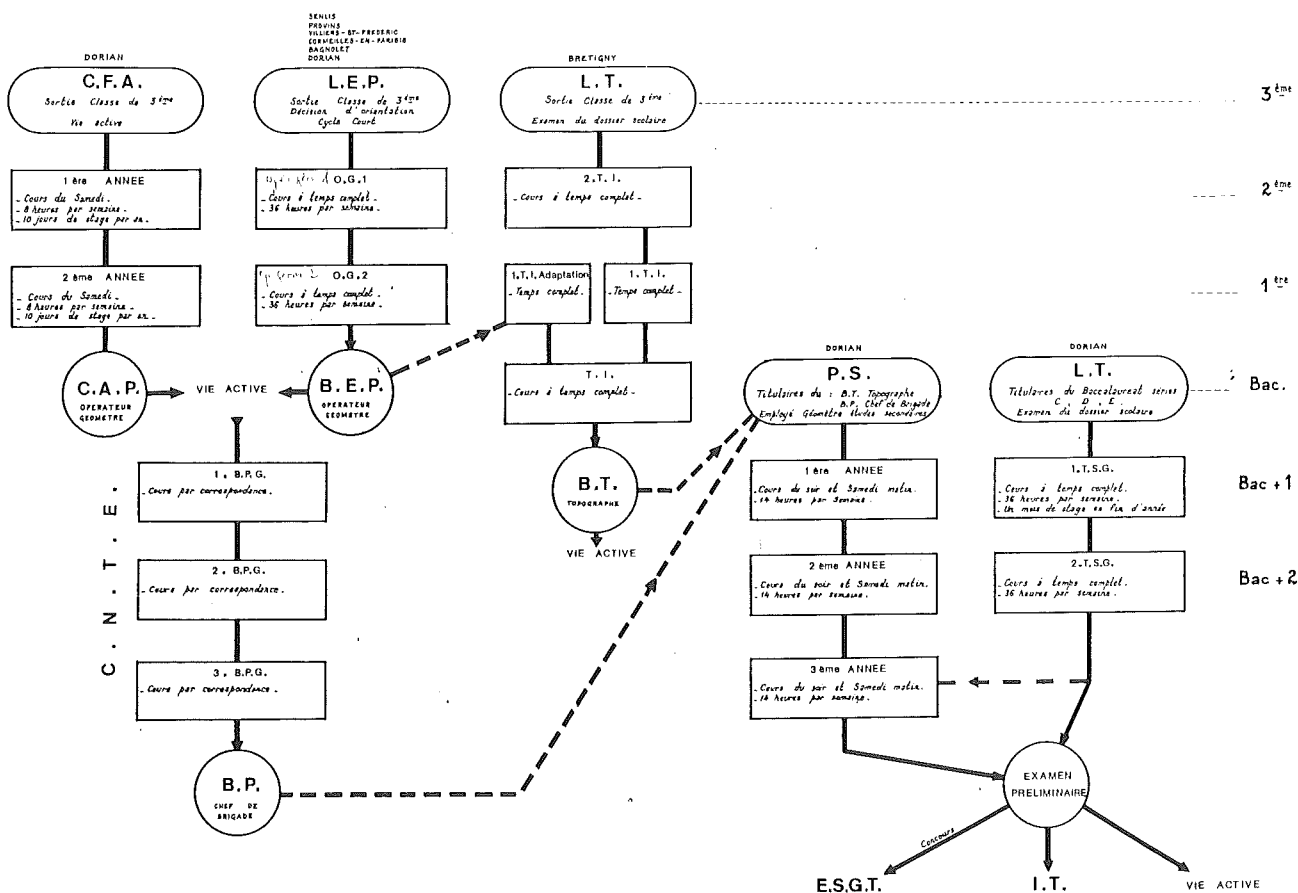 SENLIS
PROVINS
VILLIERS-ST-FREDERIC
CORMEILLES-EN-PARISIS
BAGNOLET
DORIAN
DORIAN
C.F.A.
Sortie Classe de 3ème
Vie active
L.E.P.
Sortie Classe de 3ème
Décision d'orientation
Cycle Court
BRETIGNY
L.T.
Sortie Classe de 3ème
Examen du dossier scolaire
3ème
1ère ANNEE
- Cours du Samedi.
- 8 heures par semaine.
- 10 jours de stage par an.
O.G.1
- Cours à temps complet.
- 36 heures par semaine.
2.T.I.
- Cours à temps complet.
2ème
2ème ANNEE
- Cours du Samedi.
- 8 heures par semaine.
- 10 jours de stage par an.
O.G.2
- Cours à temps complet.
- 36 heures par semaine.
1.T.I. Adaptation
- Temps complet.
1.T.I.
- Temps complet.
1ère
C.A.P.
OPERATEUR
GEOMETRE
VIE ACTIVE
B.E.P.
OPERATEUR
GEOMETRE
T.I.
- Cours à temps complet.
DORIAN
P.S.
Titulaires du : B.T. Topographe
B.P. Chef de Brigade
Employé Géomètre études secondaires
DORIAN
L.T.
Titulaires du Baccalaureat séries
C, D, E.
Examen du dossier scolaire
Bac.
C.N.T.E.
1. B.P.G.
- Cours par correspondance.
B.T.
TOPOGRAPHE
VIE ACTIVE
1ère ANNEE
- Cours du soir et Samedi matin.
- 14 heures par semaine.
1.T.S.G.
- Cours à temps complet.
- 36 heures par semaine.
- Un mois de stage en fin d'année
Bac + 1
2. B.P.G.
- Cours par correspondance.
2ème ANNEE
- Cours du soir et Samedi matin.
- 14 heures par semaine.
2.T.S.G.
- Cours à temps complet.
- 36 heures par semaine.
Bac + 2
3. B.P.G.
- Cours par correspondance.
3ème ANNEE
- Cours du soir et Samedi matin.
- 14 heures par semaine.
B.P.
CHEF DE
BRIGADE
EXAMEN
PRELIMINAIRE
Concours
E.S.G.T.
I.T.
VIE ACTIVE